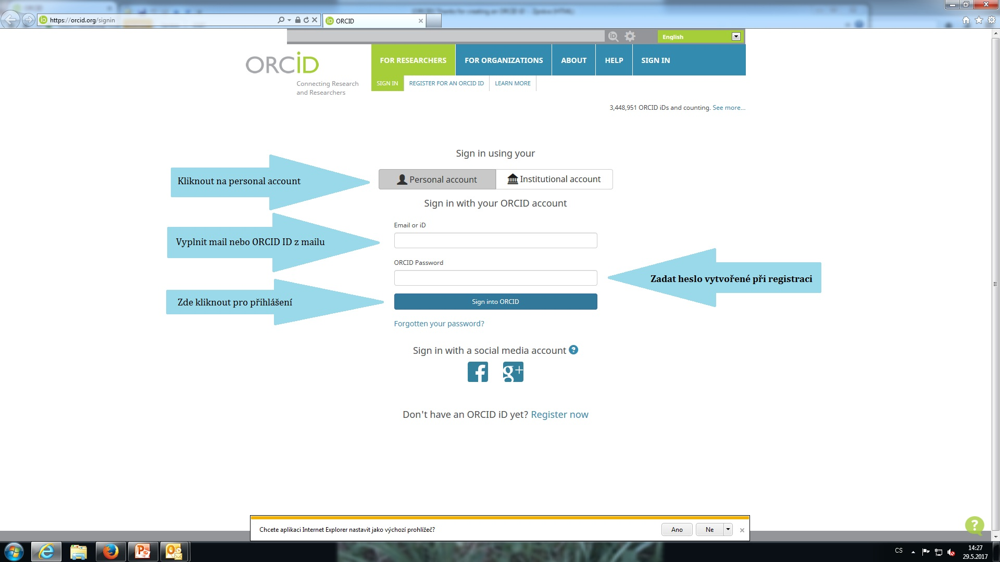 https://orcid.org/signin
ORCID
English
ORCiD
Connecting Research
and Researchers
FOR RESEARCHERS
FOR ORGANIZATIONS
ABOUT
HELP
SIGN IN
SIGN IN
REGISTER FOR AN ORCID ID
LEARN MORE
3,448,951 ORCID iDs and counting. See more...
Sign in using your
Kliknout na personal account
Personal account
Institutional account
Sign in with your ORCID account
Email or iD
Vyplnit mail nebo ORCID ID z mailu
ORCID Password
Zadat heslo vytvořené při registraci
Zde kliknout pro přihlášení
Sign into ORCID
Forgotten your password?
Sign in with a social media account ?
f g+
Don't have an ORCID iD yet? Register now
Chcete aplikaci Internet Explorer nastavit jako výchozí prohlížeč?
Ano
Ne
CS
14:27
29.5.2017